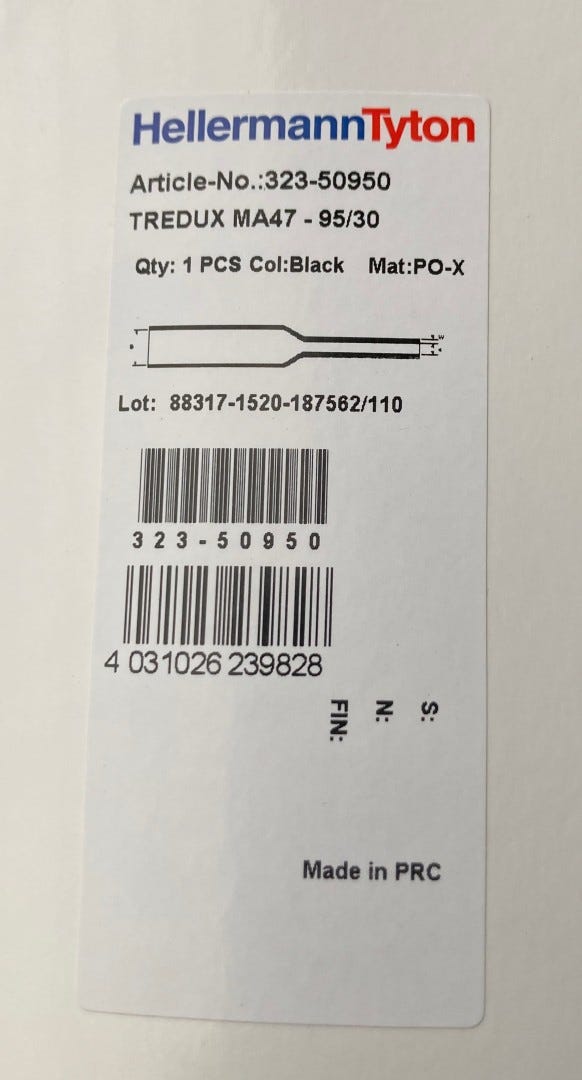 HellermannTyton
Article-No.:323-50950
TREDUX MA47 - 95/30
Qty: 1 PCS Col:Black Mat:PO-X
Lot: 88317-1520-187562/110
323-50950
4 031026 239828
S:
N:
FIN:
Made in PRC